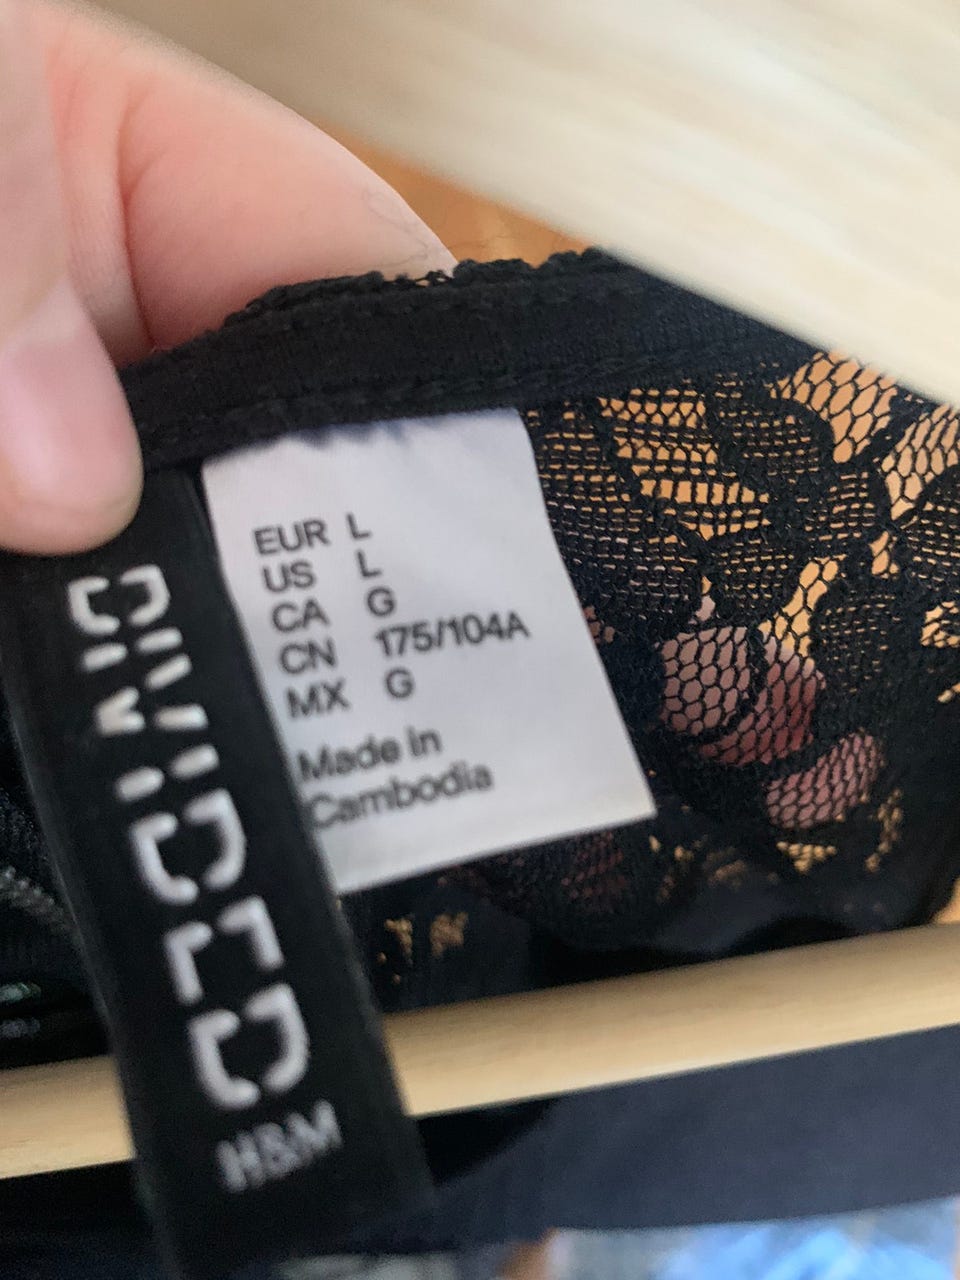 EUR L
US L
CA G
CN 175/104A
MX G
Made in
Cambodia
DIVIDED
H&M